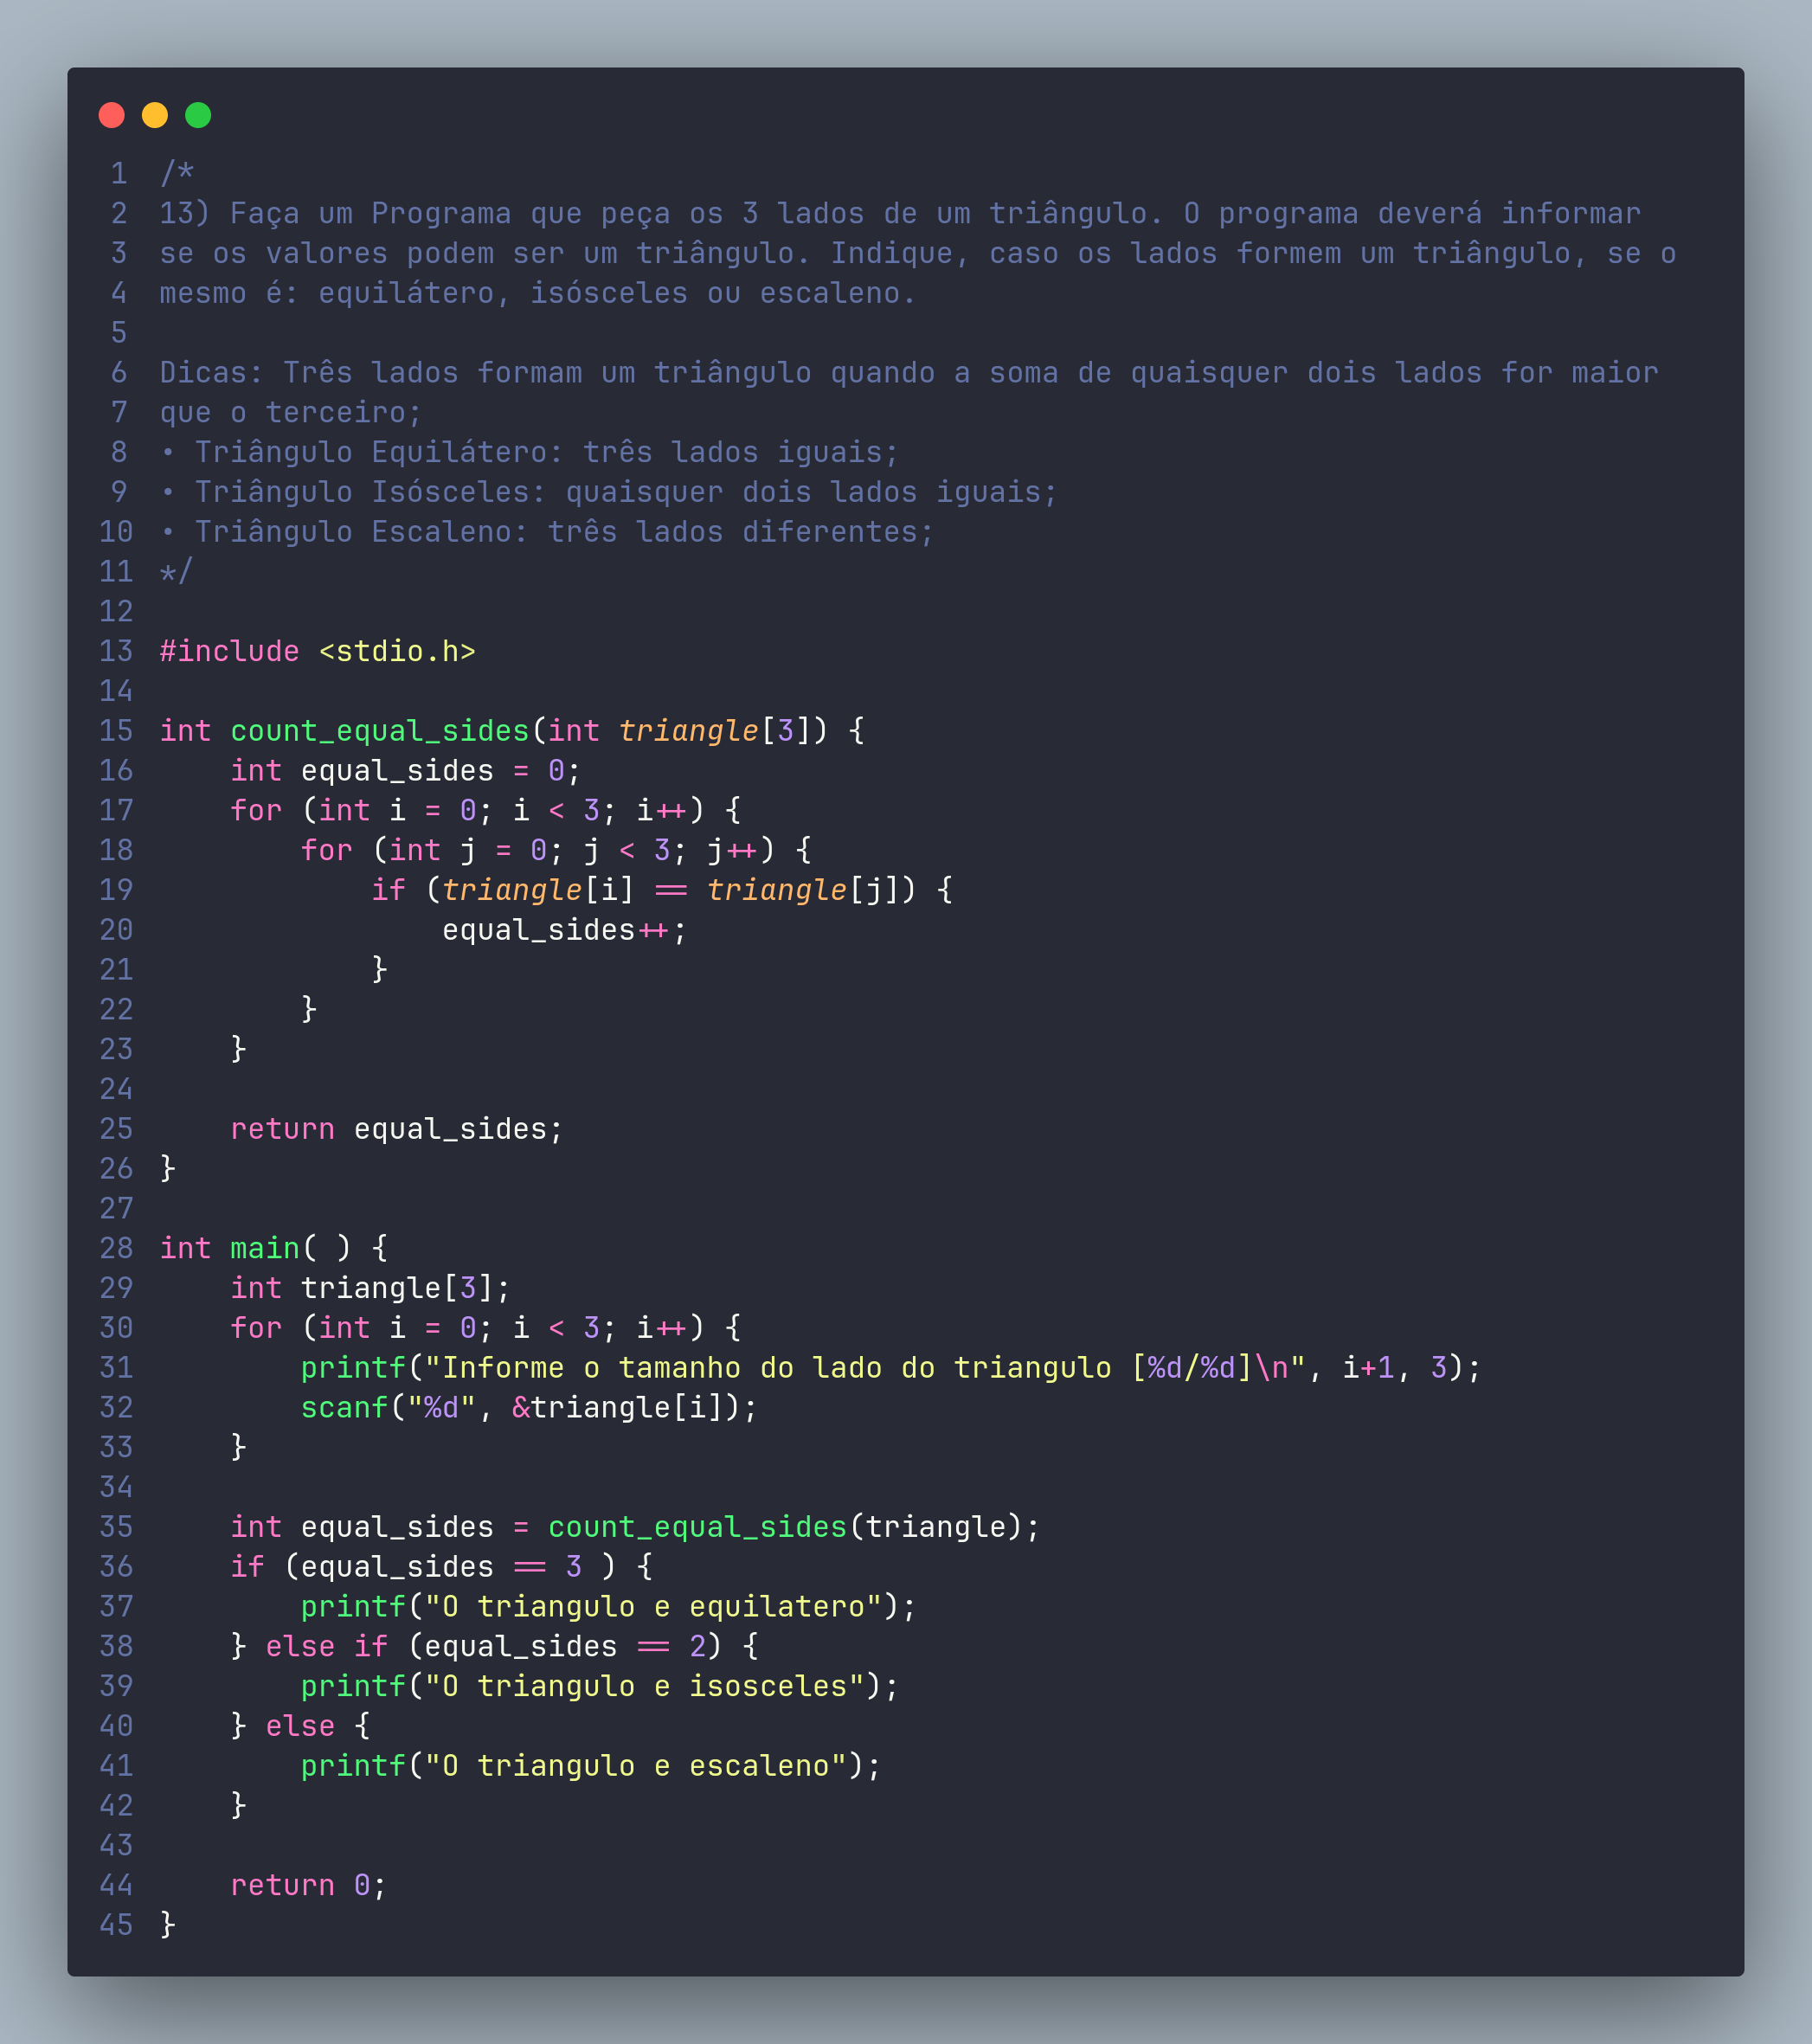 1 /*
2 13) Faça um Programa que peça os 3 lados de um triângulo. O programa deverá informar
3 se os valores podem ser um triângulo. Indique, caso os lados formem um triângulo, se o
4 mesmo é: equilátero, isósceles ou escaleno.
5
6 Dicas: Três lados formam um triângulo quando a soma de quaisquer dois lados for maior
7 que o terceiro;
8 • Triângulo Equilátero: três lados iguais;
9 • Triângulo Isósceles: quaisquer dois lados iguais;
10 • Triângulo Escaleno: três lados diferentes;
11 */
12
13 #include <stdio.h>
14
15 int count_equal_sides(int triangle[3]) {
16     int equal_sides = 0;
17     for (int i = 0; i < 3; i++) {
18         for (int j = 0; j < 3; j++) {
19             if (triangle[i] == triangle[j]) {
20                 equal_sides++;
21             }
22         }
23     }
24
25     return equal_sides;
26 }
27
28 int main( ) {
29     int triangle[3];
30     for (int i = 0; i < 3; i++) {
31         printf("Informe o tamanho do lado do triangulo [%d/%d]\n", i+1, 3);
32         scanf("%d", &triangle[i]);
33     }
34
35     int equal_sides = count_equal_sides(triangle);
36     if (equal_sides == 3 ) {
37         printf("O triangulo e equilatero");
38     } else if (equal_sides == 2) {
39         printf("O triangulo e isosceles");
40     } else {
41         printf("O triangulo e escaleno");
42     }
43
44     return 0;
45 }